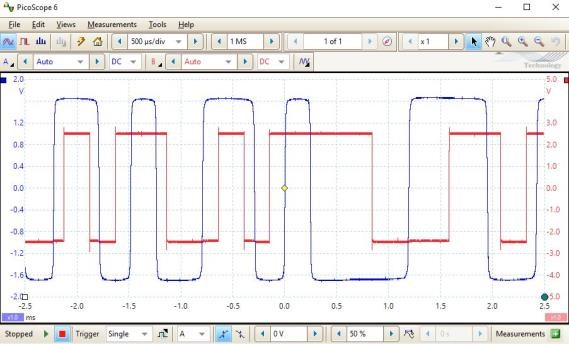 PicoScope 6
File Edit Views Measurements Tools Help
500 µs/div 1 MS 1 of 1 x 1
A Auto DC B Auto DC
Technology
2.0 5.0
V V
1.2 3.0
0.8 2.0
0.4 1.0
0.0 0.0
-0.4 -1.0
-0.8 -2.0
-1.2 -3.0
-1.6 -4.0
-2.0 -5.0
-2.5 -2.0 -1.5 -1.0 -0.5 0.0 0.5 1.0 1.5 2.0 2.5
x1.0 ms x1.0
Stopped Trigger Single A 0 V 50 % 0 s Measurements